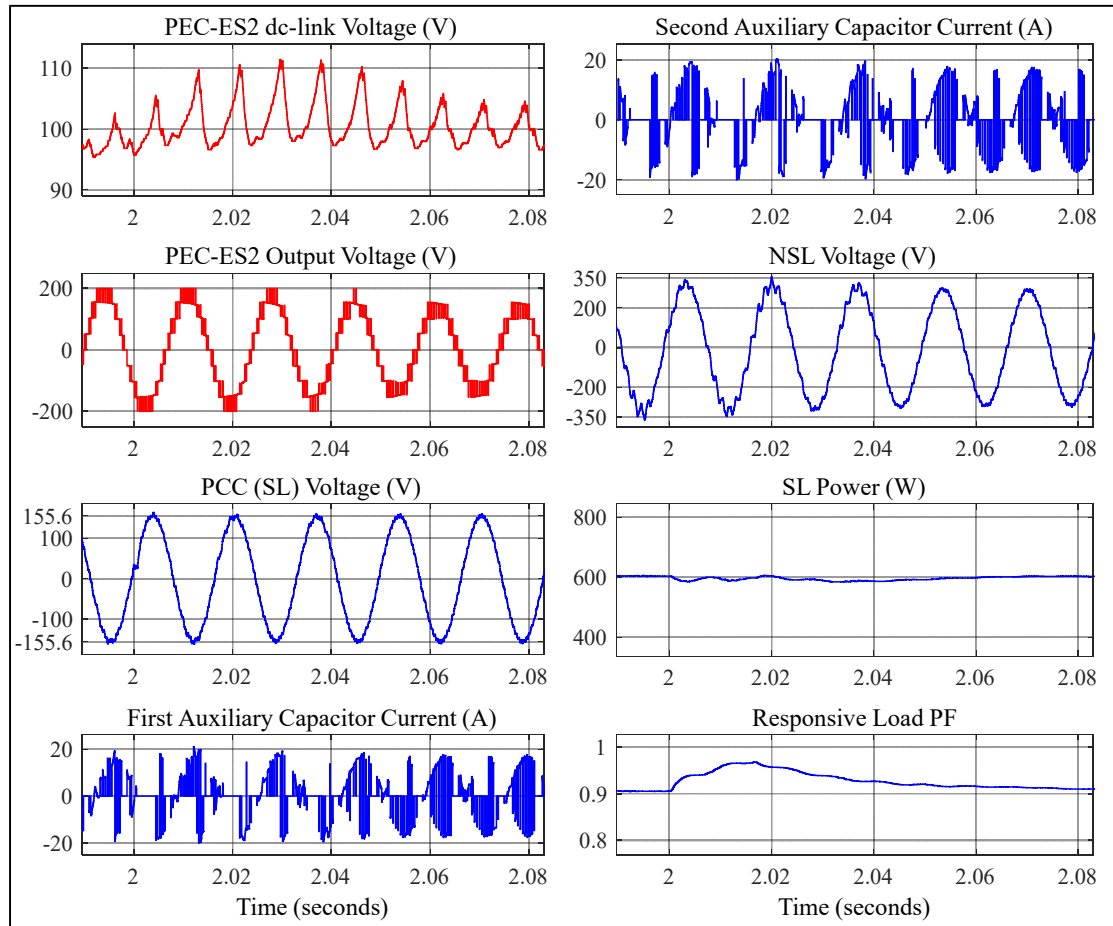 PEC-ES2 dc-link Voltage (V)
110
100
90
2 2.02 2.04 2.06 2.08
Second Auxiliary Capacitor Current (A)
20
0
-20
2 2.02 2.04 2.06 2.08
PEC-ES2 Output Voltage (V)
200
0
-200
2 2.02 2.04 2.06 2.08
NSL Voltage (V)
350
200
0
-200
-350
2 2.02 2.04 2.06 2.08
PCC (SL) Voltage (V)
155.6
100
0
-100
-155.6
2 2.02 2.04 2.06 2.08
SL Power (W)
800
600
400
2 2.02 2.04 2.06 2.08
First Auxiliary Capacitor Current (A)
20
0
-20
2 2.02 2.04 2.06 2.08
Time (seconds)
Responsive Load PF
1
0.9
0.8
2 2.02 2.04 2.06 2.08
Time (seconds)